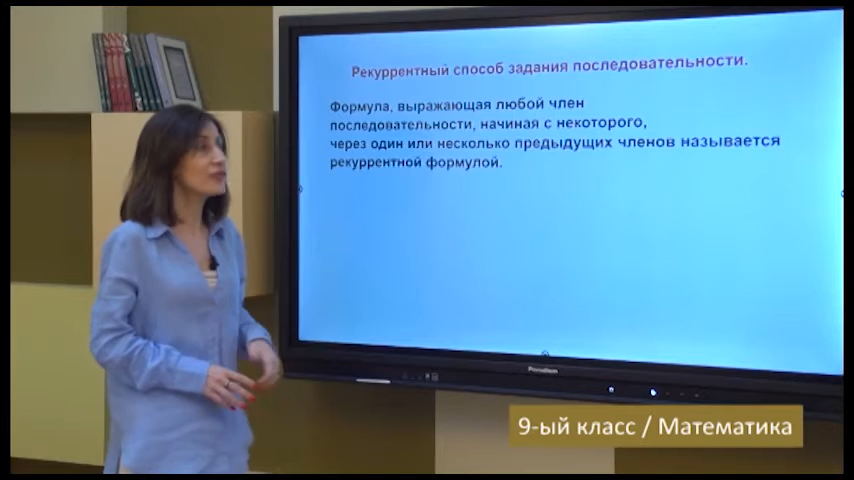 Рекуррентный способ задания последовательности.
Формула, выражающая любой член
последовательности, начиная с некоторого,
через один или несколько предыдущих членов называется
рекуррентной формулой.
9-ый класс / Математика